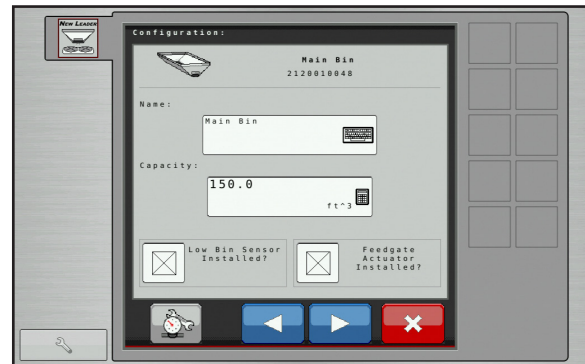 New Leader
Configuration:
Main Bin
2120010048
Name:
Main Bin
Capacity:
150.0
ft^3
Low Bin Sensor
Installed?
Feedgate
Actuator
Installed?